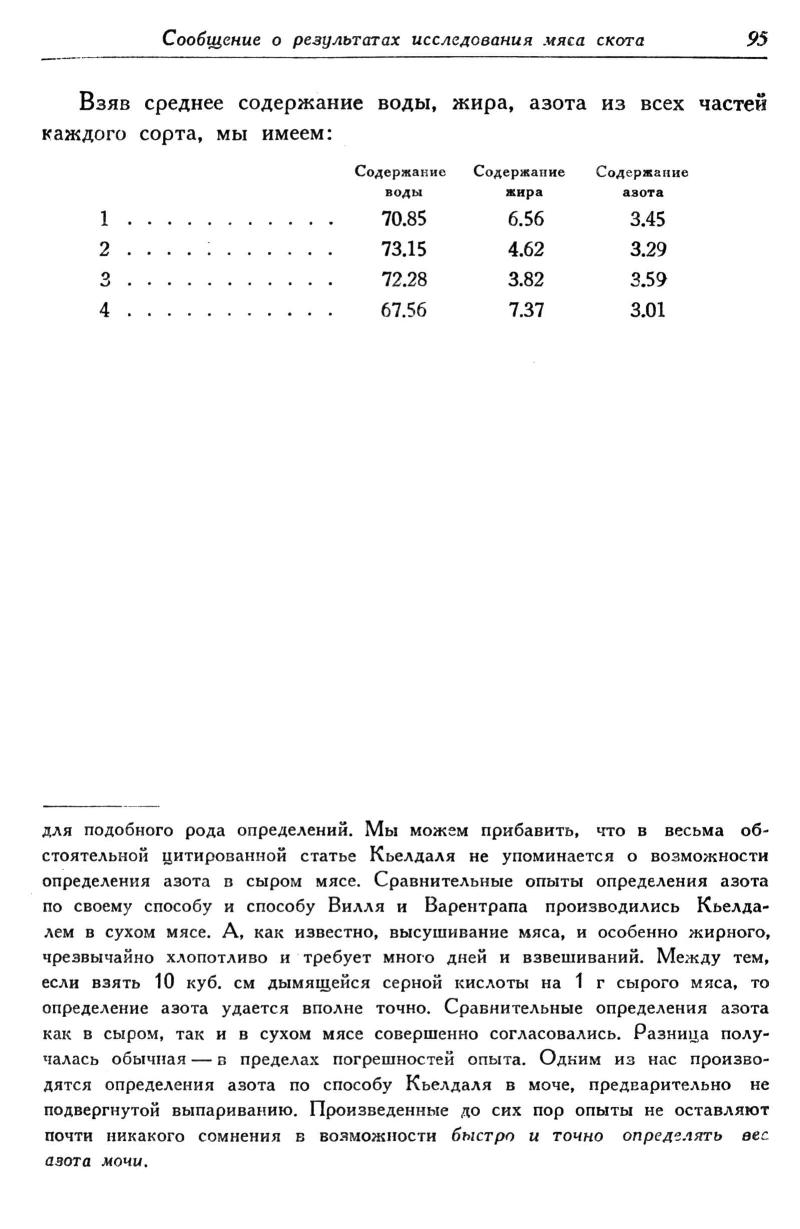 Сообщение о результатах исследования мяса скота 95
Взяв среднее содержание воды, жира, азота из всех частей
каждого сорта, мы имеем:
Содержание Содержание Содержание
воды жира азота
1 . . . . . . . . . . . 70.85 6.56 3.45
2 . . . . . . . . . . . 73.15 4.62 3.29
3 . . . . . . . . . . . 72.28 3.82 3.59
4 . . . . . . . . . . . 67.56 7.37 3.01
для подобного рода определений. Мы можем прибавить, что в весьма об-
стоятельной цитированной статье Кьелдаля не упоминается о возможности
определения азота в сыром мясе. Сравнительные опыты определения азота
по своему способу и способу Вилля и Варентрапа производились Кьелда-
лем в сухом мясе. А, как известно, высушивание мяса, и особенно жирного,
чрезвычайно хлопотливо и требует много дней и взвешиваний. Между тем,
если взять 10 куб. см дымящейся серной кислоты на 1 г сырого мяса, то
определение азота удается вполне точно. Сравнительные определения азота
как в сыром, так и в сухом мясе совершенно согласовались. Разница полу-
чалась обычная — в пределах погрешностей опыта. Одним из нас произво-
дятся определения азота по способу Кьелдаля в моче, предварительно не
подвергнутой выпариванию. Произведенные до сих пор опыты не оставляют
почти никакого сомнения в возможности быстро и точно определять вес
азота мочи.